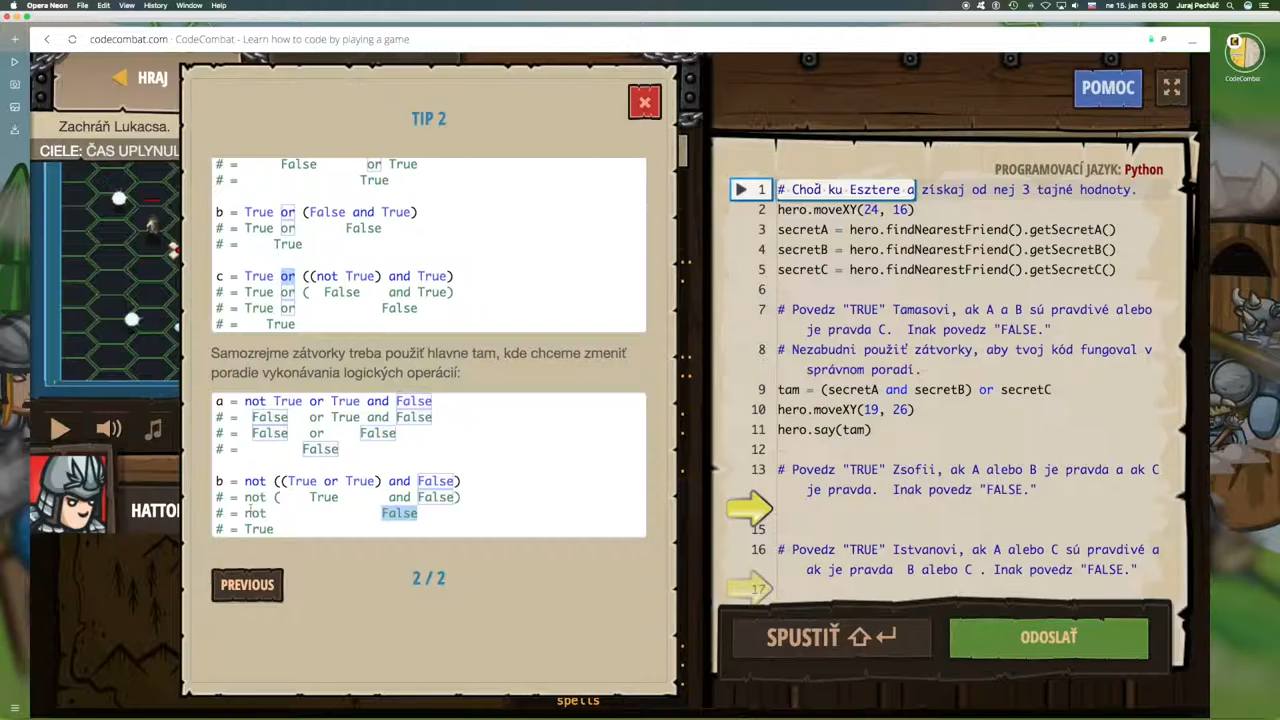 Opera Neon File Edit View History Window Help
ne 15. jan 8 08 30 Juraj Pecháč
codecombat.com · CodeCombat - Learn how to code by playing a game
CodeCombat
HRAJ
Zachráň Lukacsa.
CIELE: ČAS UPLYNUL
HATTO
TIP 2
# = False or True
# = True
b = True or (False and True)
# = True or False
# = True
c = True or ((not True) and True)
# = True or ( False and True)
# = True or False
# = True
Samozrejme zátvorky treba použiť hlavne tam, kde chceme zmeniť
poradie vykonávania logických operácií:
a = not True or True and False
# = False or True and False
# = False or False
# = False
b = not ((True or True) and False)
# = not ( True and False)
# = not False
# = True
PREVIOUS
2 / 2
spells
POMOC
PROGRAMOVACÍ JAZYK: Python
1 # Choď ku Esztere a získaj od nej 3 tajné hodnoty.
2 hero.moveXY(24, 16)
3 secretA = hero.findNearestFriend().getSecretA()
4 secretB = hero.findNearestFriend().getSecretB()
5 secretC = hero.findNearestFriend().getSecretC()
6
7 # Povedz "TRUE" Tamasovi, ak A a B sú pravdivé alebo
je pravda C. Inak povedz "FALSE."
8 # Nezabudni použiť zátvorky, aby tvoj kód fungoval v
správnom poradí.
9 tam = (secretA and secretB) or secretC
10 hero.moveXY(19, 26)
11 hero.say(tam)
12
13 # Povedz "TRUE" Zsofii, ak A alebo B je pravda a ak C
je pravda. Inak povedz "FALSE."
15
16 # Povedz "TRUE" Istvanovi, ak A alebo C sú pravdivé a
ak je pravda B alebo C . Inak povedz "FALSE."
17
SPUSTIŤ
ODOSLAŤ